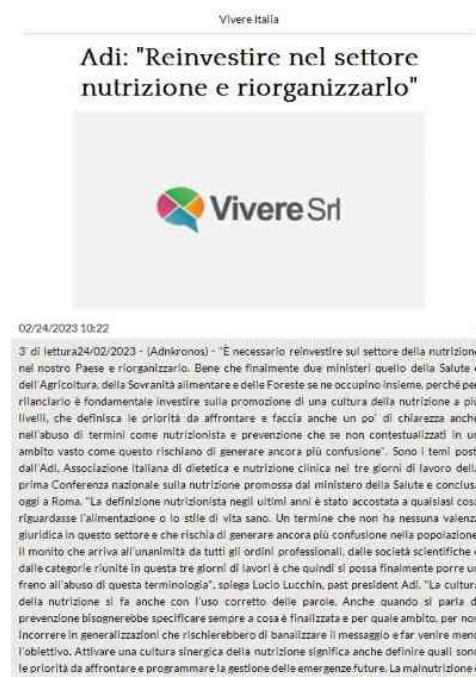 Vivere Italia
Adi: "Reinvestire nel settore
nutrizione e riorganizzarlo"
Vivere Srl
02/24/2023 10:22
3' di lettura24/02/2023 - (Adnkronos) - "È necessario reinvestire sul settore della nutrizione
nel nostro Paese e riorganizzarlo. Bene che finalmente due ministeri quello della Salute e
dell'Agricoltura, della Sovranità alimentare e delle Foreste se ne occupino insieme, perché per
rilanciarlo è fondamentale investire sulla promozione di una cultura della nutrizione a più
livelli, che definisca le priorità da affrontare e faccia anche un po' di chiarezza anche
nell'abuso di termini come nutrizionista e prevenzione che se non contestualizzati in un
ambito vasto come questo rischiano di generare ancora più confusione". Sono i temi posti
dall'Adi, Associazione italiana di dietetica e nutrizione clinica nei tre giorni di lavoro della
prima Conferenza nazionale sulla nutrizione promossa dal ministero della Salute e conclusa
oggi a Roma. "La definizione nutrizionista negli ultimi anni è stato accostata a qualsiasi cosa
riguardasse l'alimentazione o lo stile di vita sano. Un termine che non ha nessuna valenza
giuridica in questo settore e che rischia di generare ancora più confusione nella popolazione.
Il monito che arriva all'unanimità da tutti gli ordini professionali, dalle società scientifiche e
dalle categorie riunite in questa tre giorni di lavori è che quindi si possa finalmente porre un
freno all'abuso di questa terminologia", spiega Lucio Lucchin, past president Adi. "La cultura
della nutrizione si fa anche con l'uso corretto delle parole. Anche quando si parla di
prevenzione bisognerebbe specificare sempre a cosa è finalizzata e per quale ambito, per non
incorrere in generalizzazioni che rischierebbero di banalizzare il messaggio e far venire meno
l'obiettivo. Attivare una cultura sinergica della nutrizione significa anche definire quali sono
le priorità da affrontare e programmare la gestione delle emergenze future. La malnutrizione e